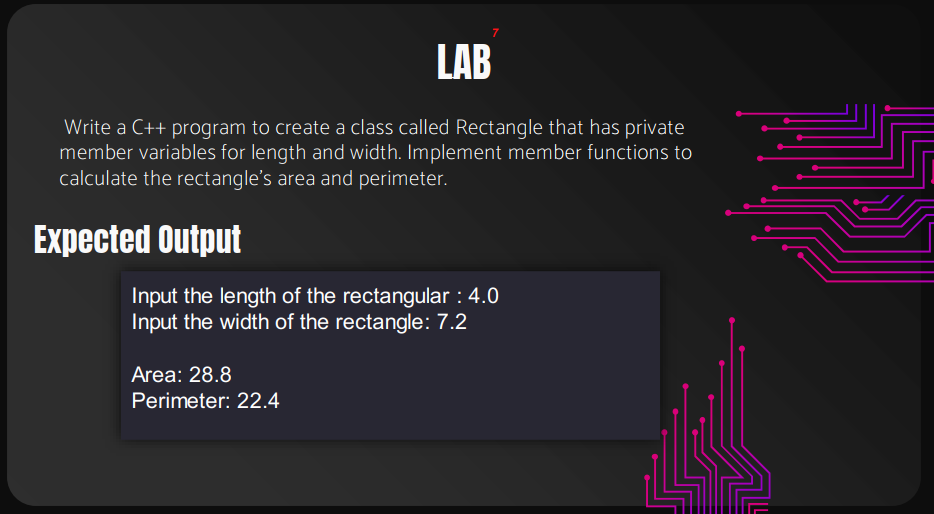 LAB 7
Write a C++ program to create a class called Rectangle that has private
member variables for length and width. Implement member functions to
calculate the rectangle’s area and perimeter.
Expected Output
Input the length of the rectangular : 4.0
Input the width of the rectangle: 7.2
Area: 28.8
Perimeter: 22.4